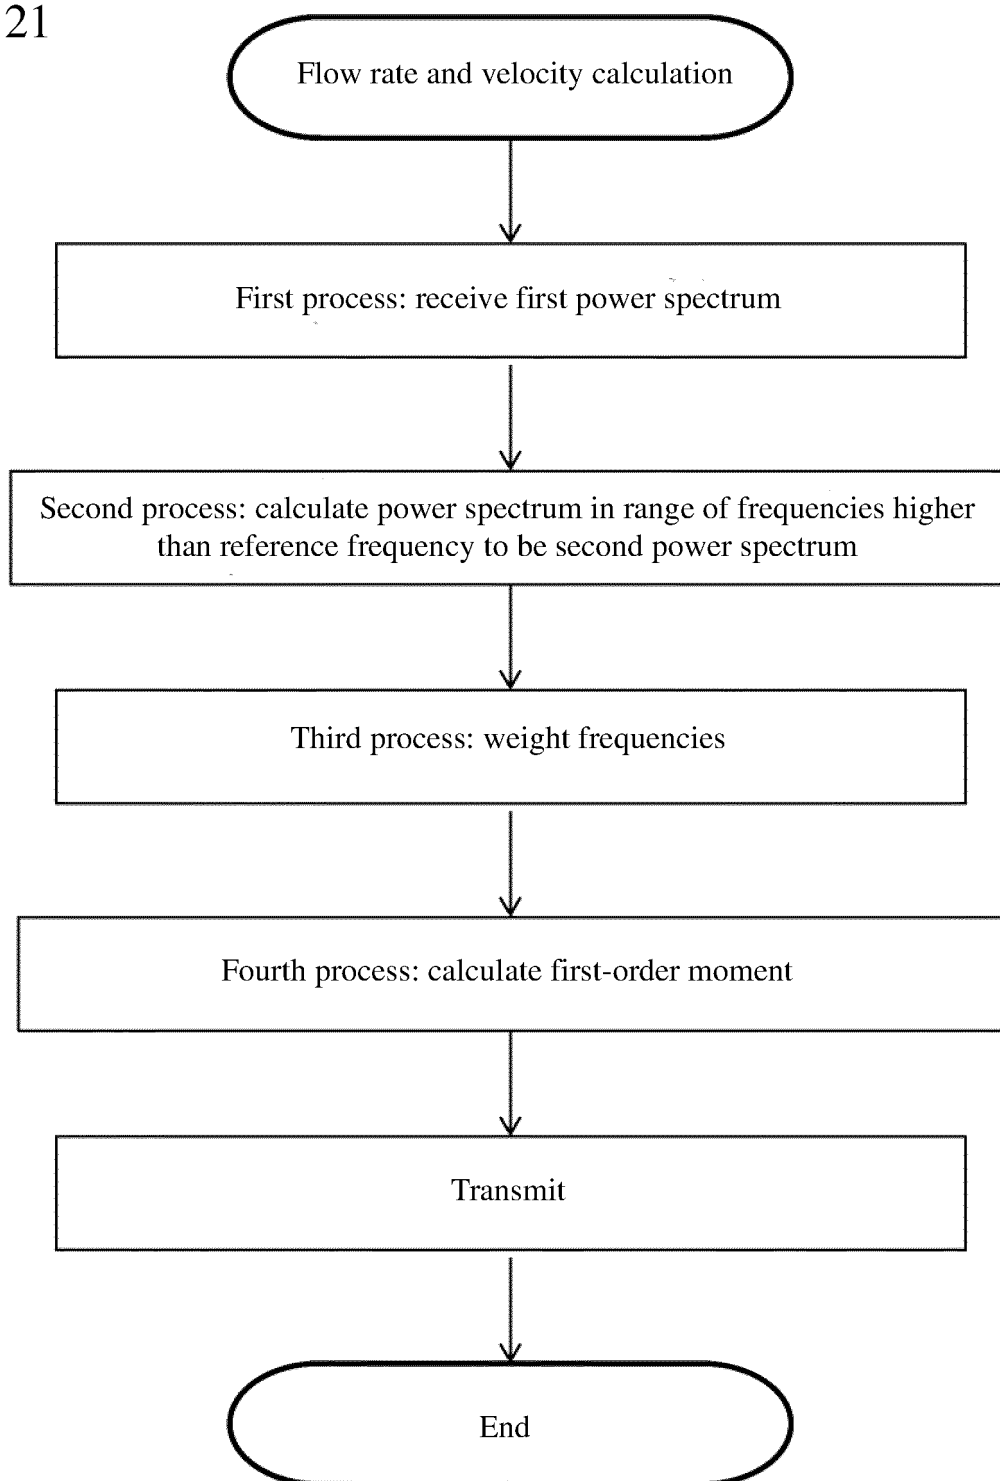 21
Flow rate and velocity calculation
First process: receive first power spectrum
Second process: calculate power spectrum in range of frequencies higher
than reference frequency to be second power spectrum
Third process: weight frequencies
Fourth process: calculate first-order moment
Transmit
End